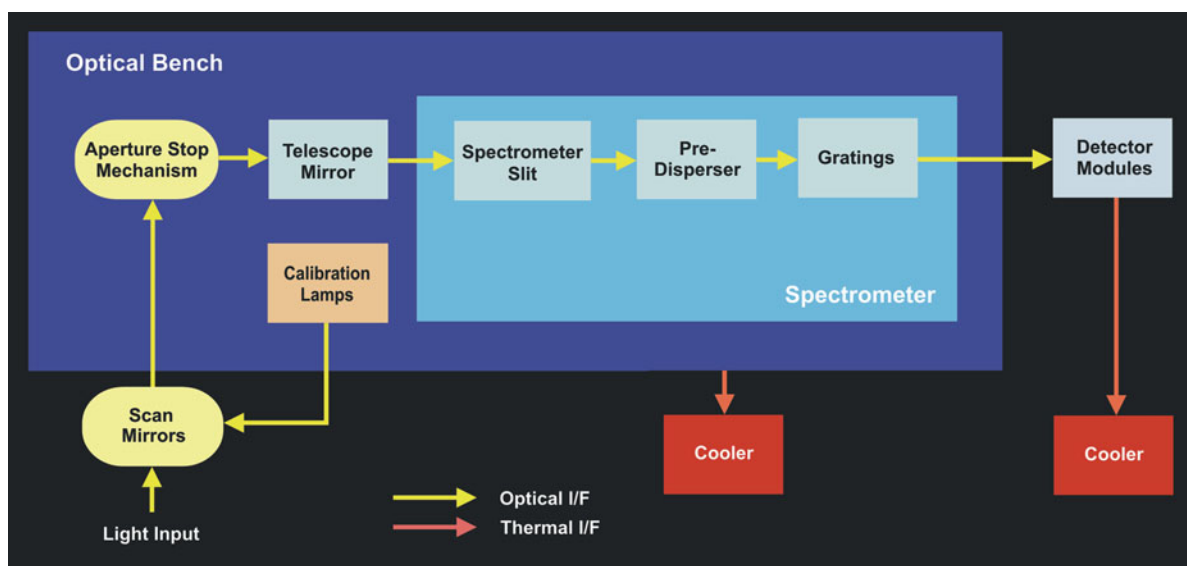 Optical Bench
Aperture Stop
Mechanism
Telescope
Mirror
Spectrometer
Slit
Pre-
Disperser
Gratings
Detector
Modules
Calibration
Lamps
Spectrometer
Scan
Mirrors
Cooler
Cooler
Light Input
Optical I/F
Thermal I/F